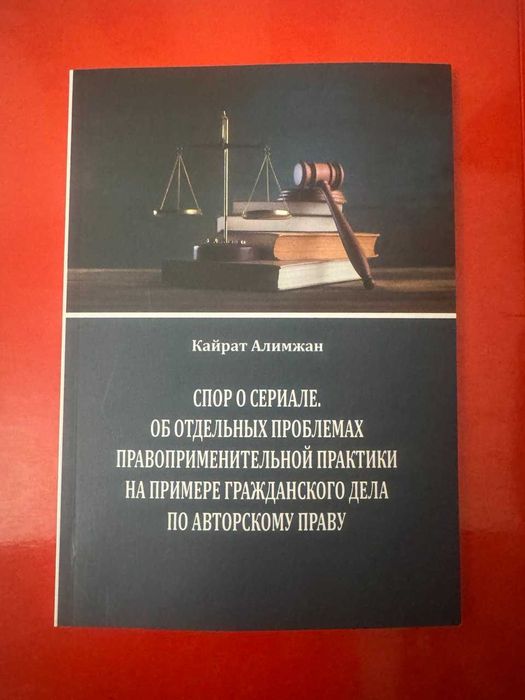 Кайрат Алимжан
СПОР О СЕРИАЛЕ.
ОБ ОТДЕЛЬНЫХ ПРОБЛЕМАХ
ПРАВОПРИМЕНИТЕЛЬНОЙ ПРАКТИКИ
НА ПРИМЕРЕ ГРАЖДАНСКОГО ДЕЛА
ПО АВТОРСКОМУ ПРАВУ